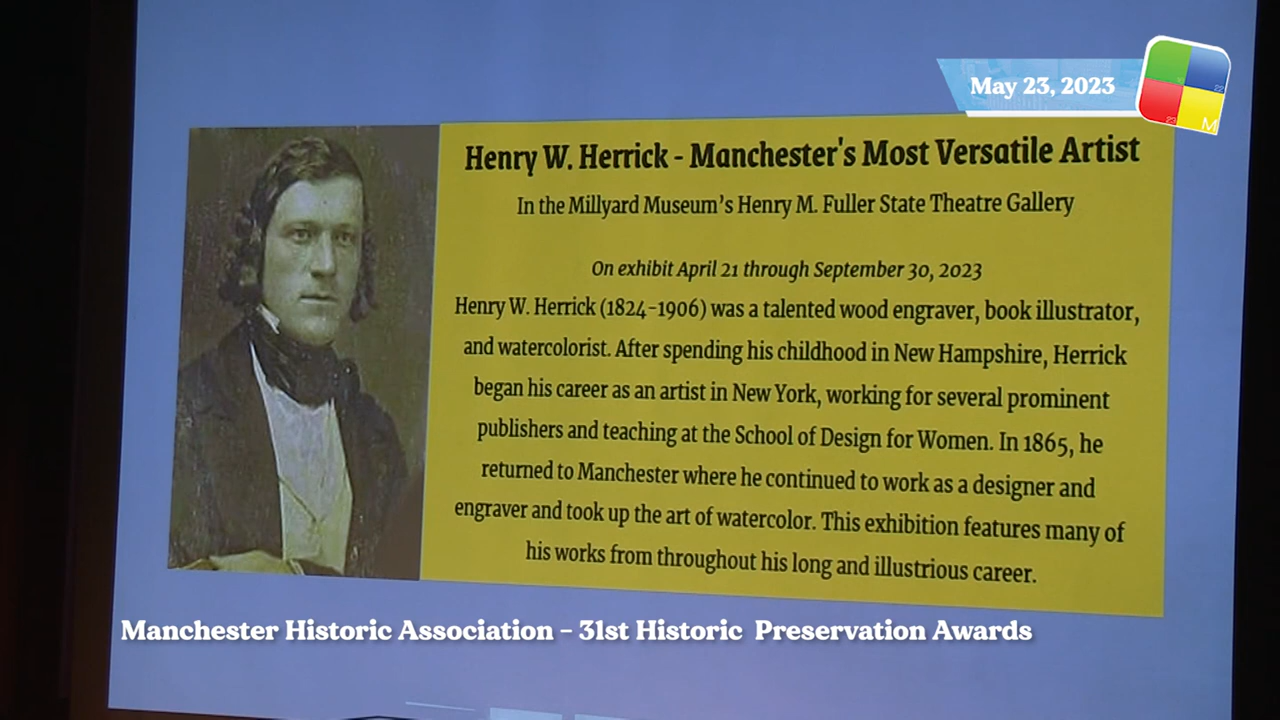 May 23, 2023
22
23
M
Henry W. Herrick - Manchester's Most Versatile Artist
In the Millyard Museum's Henry M. Fuller State Theatre Gallery
On exhibit April 21 through September 30, 2023
Henry W. Herrick (1824-1906) was a talented wood engraver, book illustrator,
and watercolorist. After spending his childhood in New Hampshire, Herrick
began his career as an artist in New York, working for several prominent
publishers and teaching at the School of Design for Women. In 1865, he
returned to Manchester where he continued to work as a designer and
engraver and took up the art of watercolor. This exhibition features many of
his works from throughout his long and illustrious career.
Manchester Historic Association – 31st Historic Preservation Awards